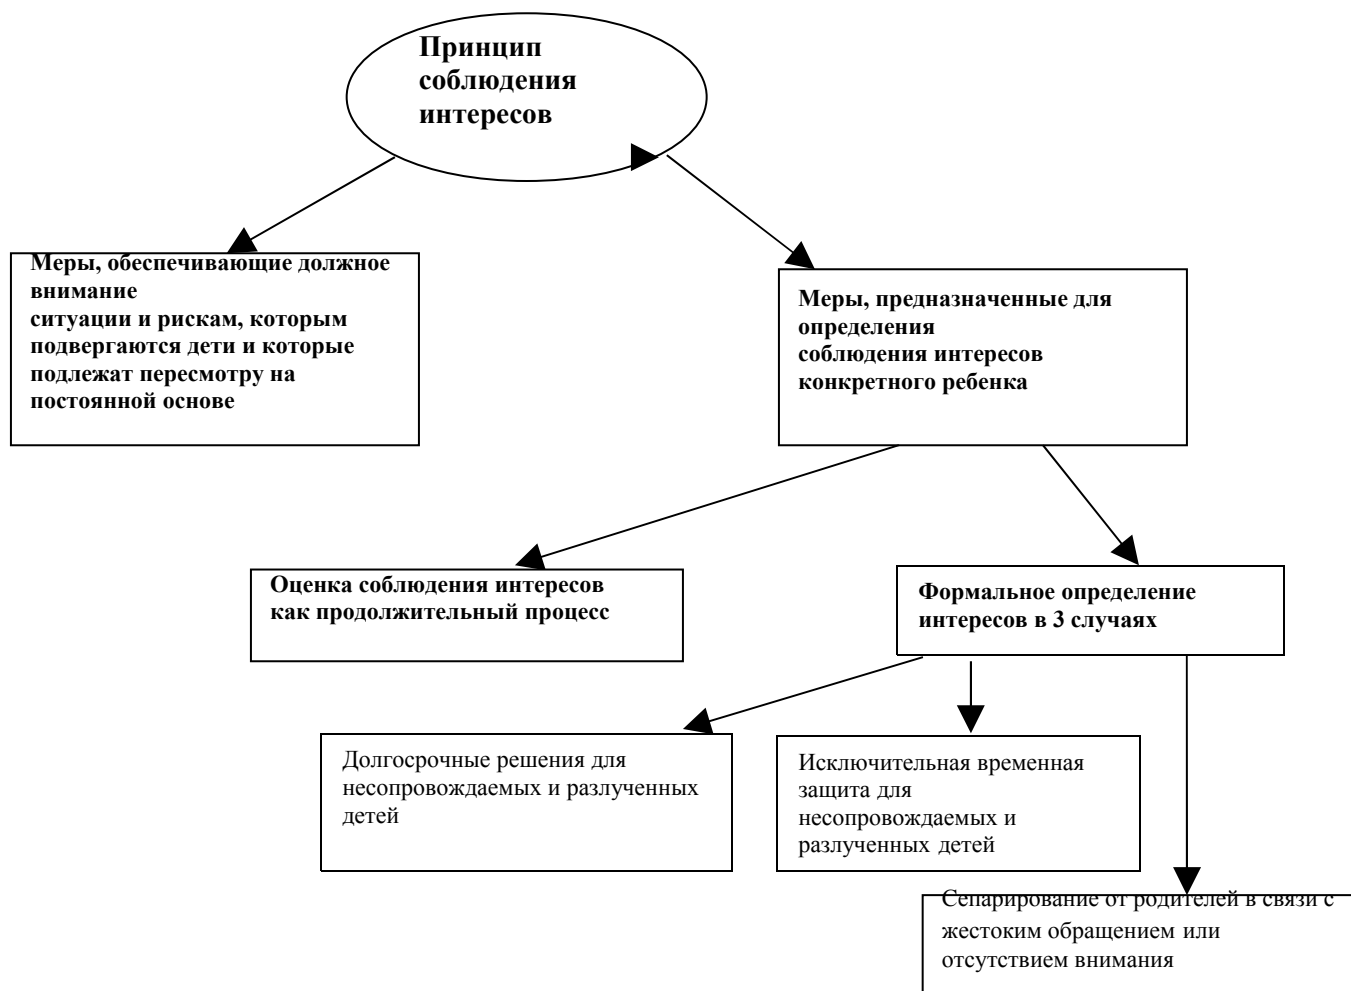 Принцип
соблюдения
интересов
Меры, обеспечивающие должное
внимание
ситуации и рискам, которым
подвергаются дети и которые
подлежат пересмотру на
постоянной основе
Меры, предназначенные для
определения
соблюдения интересов
конкретного ребенка
Оценка соблюдения интересов
как продолжительный процесс
Формальное определение
интересов в 3 случаях
Долгосрочные решения для
несопровождаемых и разлученных
детей
Исключительная временная
защита для
несопровождаемых и
разлученных детей
Сепарирование от родителей в связи с
жестоким обращением или
отсутствием внимания